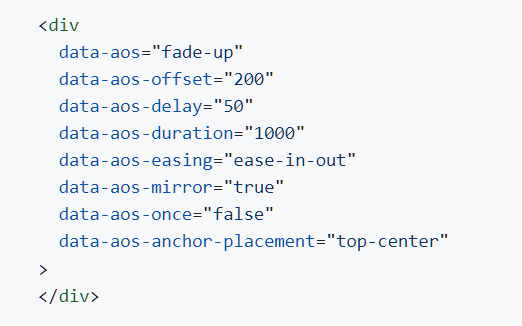 <div
  data-aos="fade-up"
  data-aos-offset="200"
  data-aos-delay="50"
  data-aos-duration="1000"
  data-aos-easing="ease-in-out"
  data-aos-mirror="true"
  data-aos-once="false"
  data-aos-anchor-placement="top-center"
>
</div>